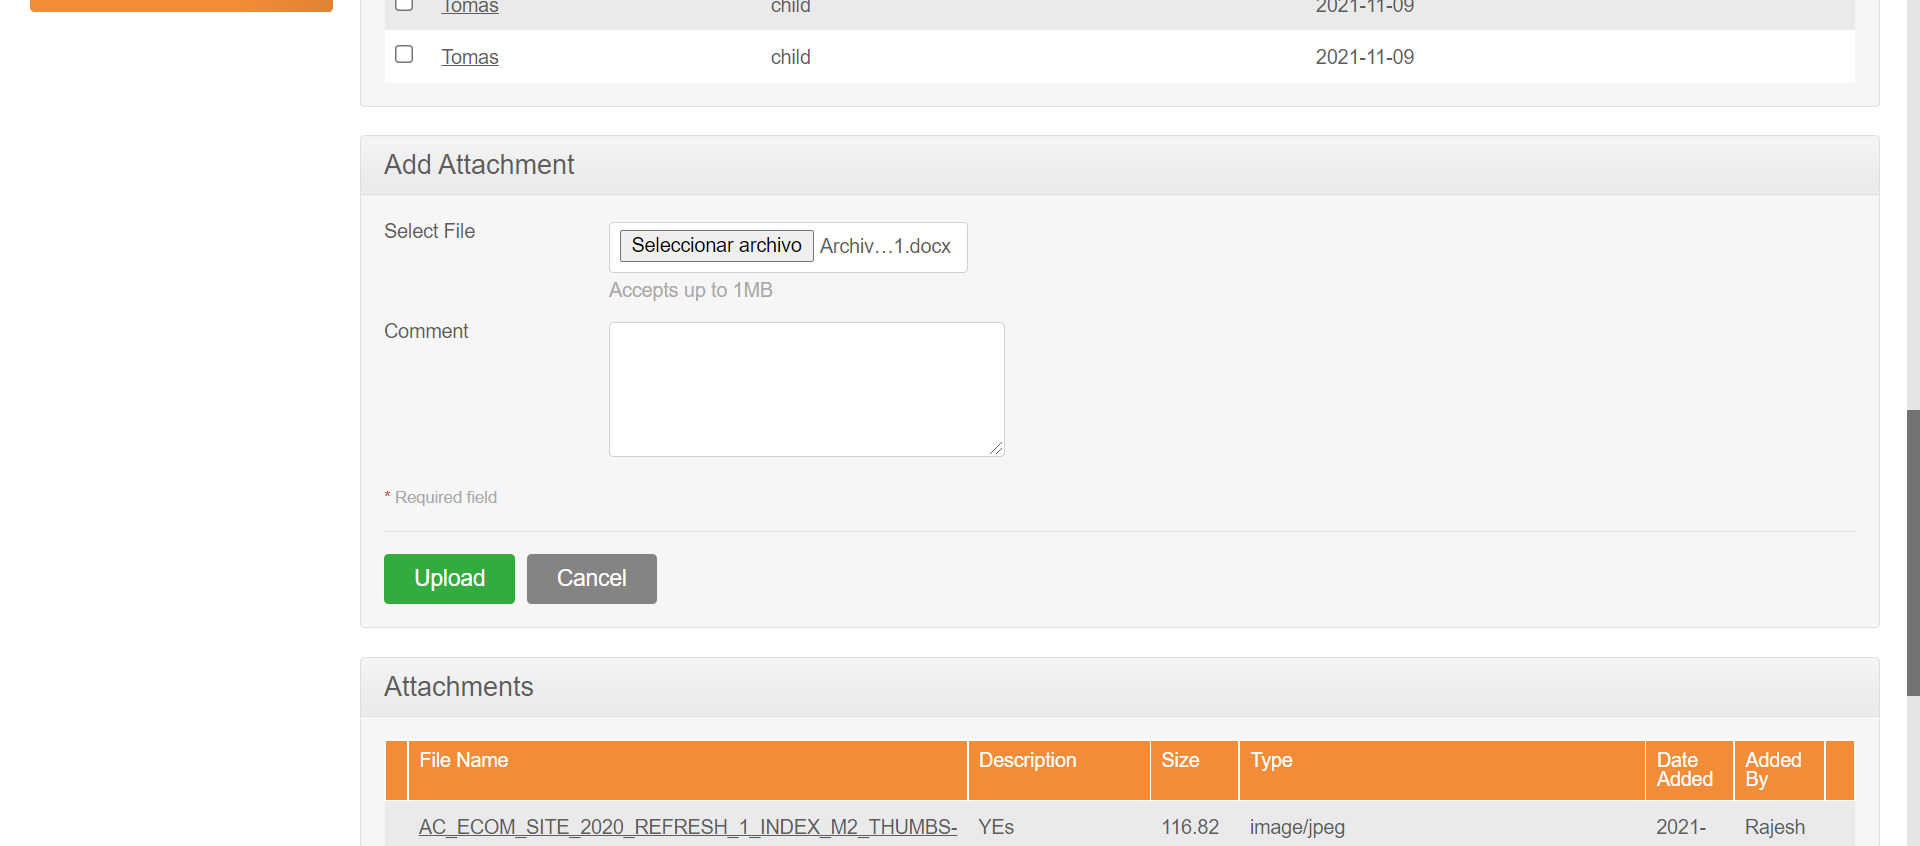 Tomas child 2021-11-09
Tomas child 2021-11-09
Add Attachment
Select File
Seleccionar archivo Archiv…1.docx
Accepts up to 1MB
Comment
* Required field
Upload Cancel
Attachments
File Name Description Size Type Date Added Added By
AC_ECOM_SITE_2020_REFRESH_1_INDEX_M2_THUMBS- YEs 116.82 image/jpeg 2021- Rajesh